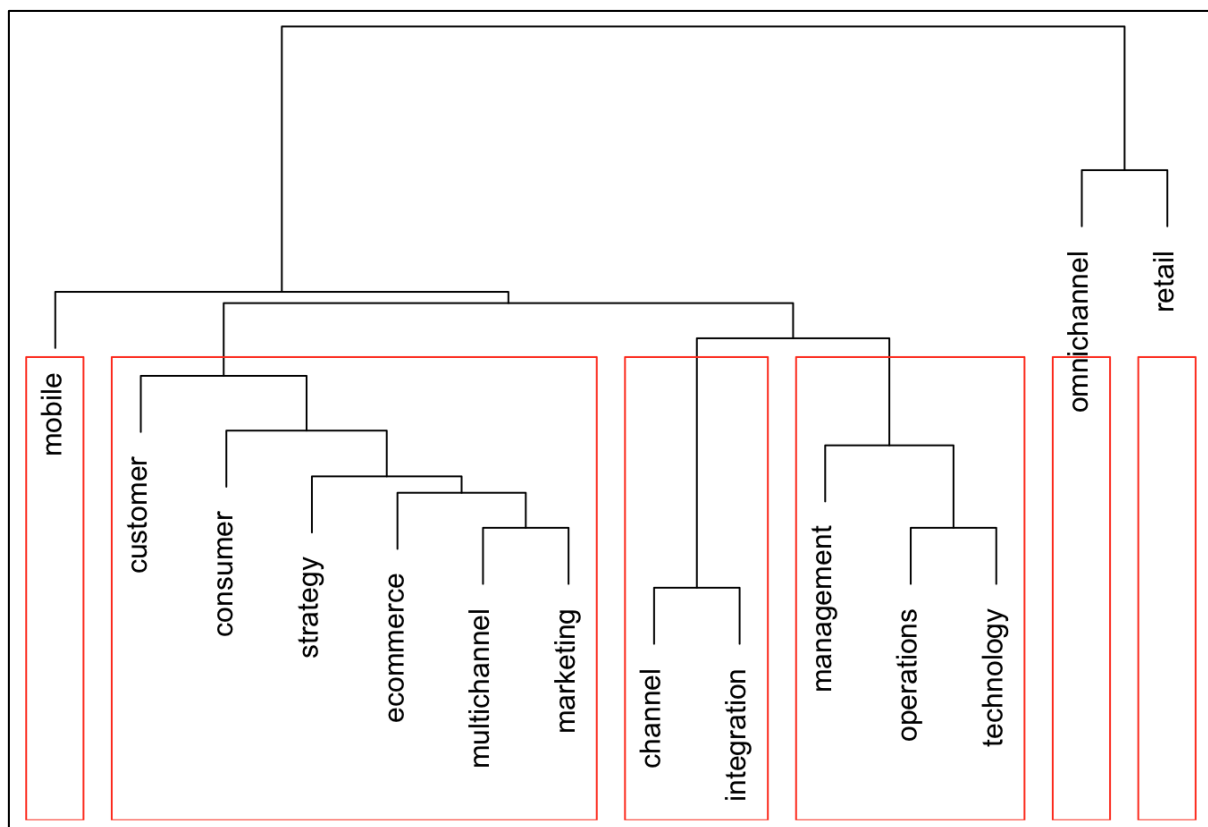 mobile
customer
consumer
strategy
ecommerce
multichannel
marketing
channel
integration
management
operations
technology
omnichannel
retail